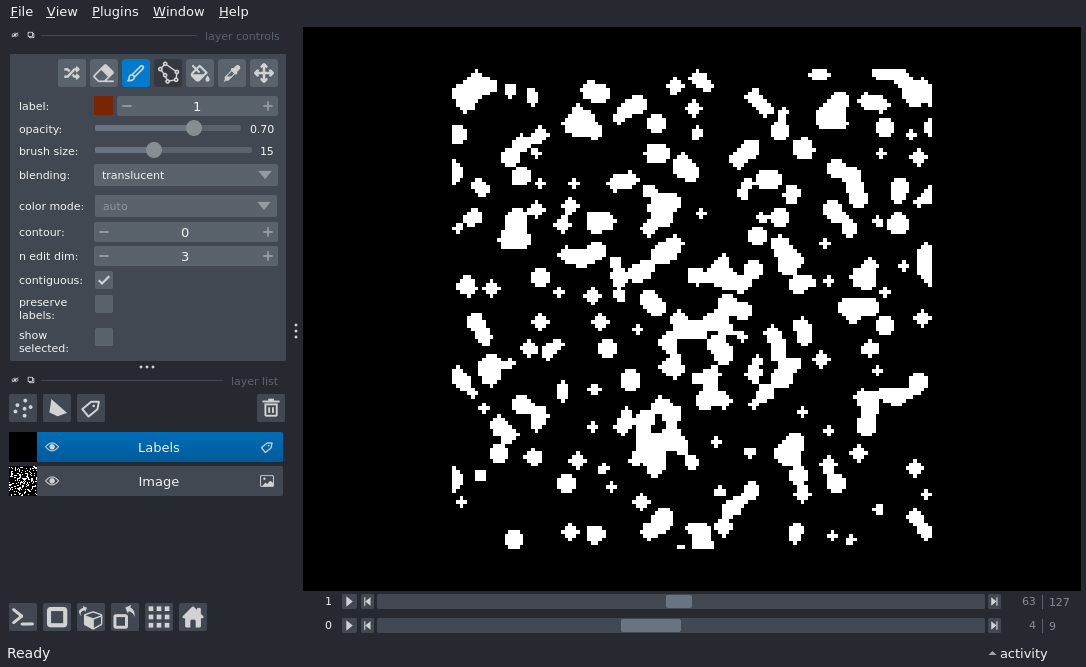 File View Plugins Window Help
layer controls
label: 1
opacity: 0.70
brush size: 15
blending: translucent
color mode: auto
contour: 0
n edit dim: 3
contiguous:
preserve
labels:
show
selected:
layer list
Labels
Image
1 63 127
0 4 9
Ready activity